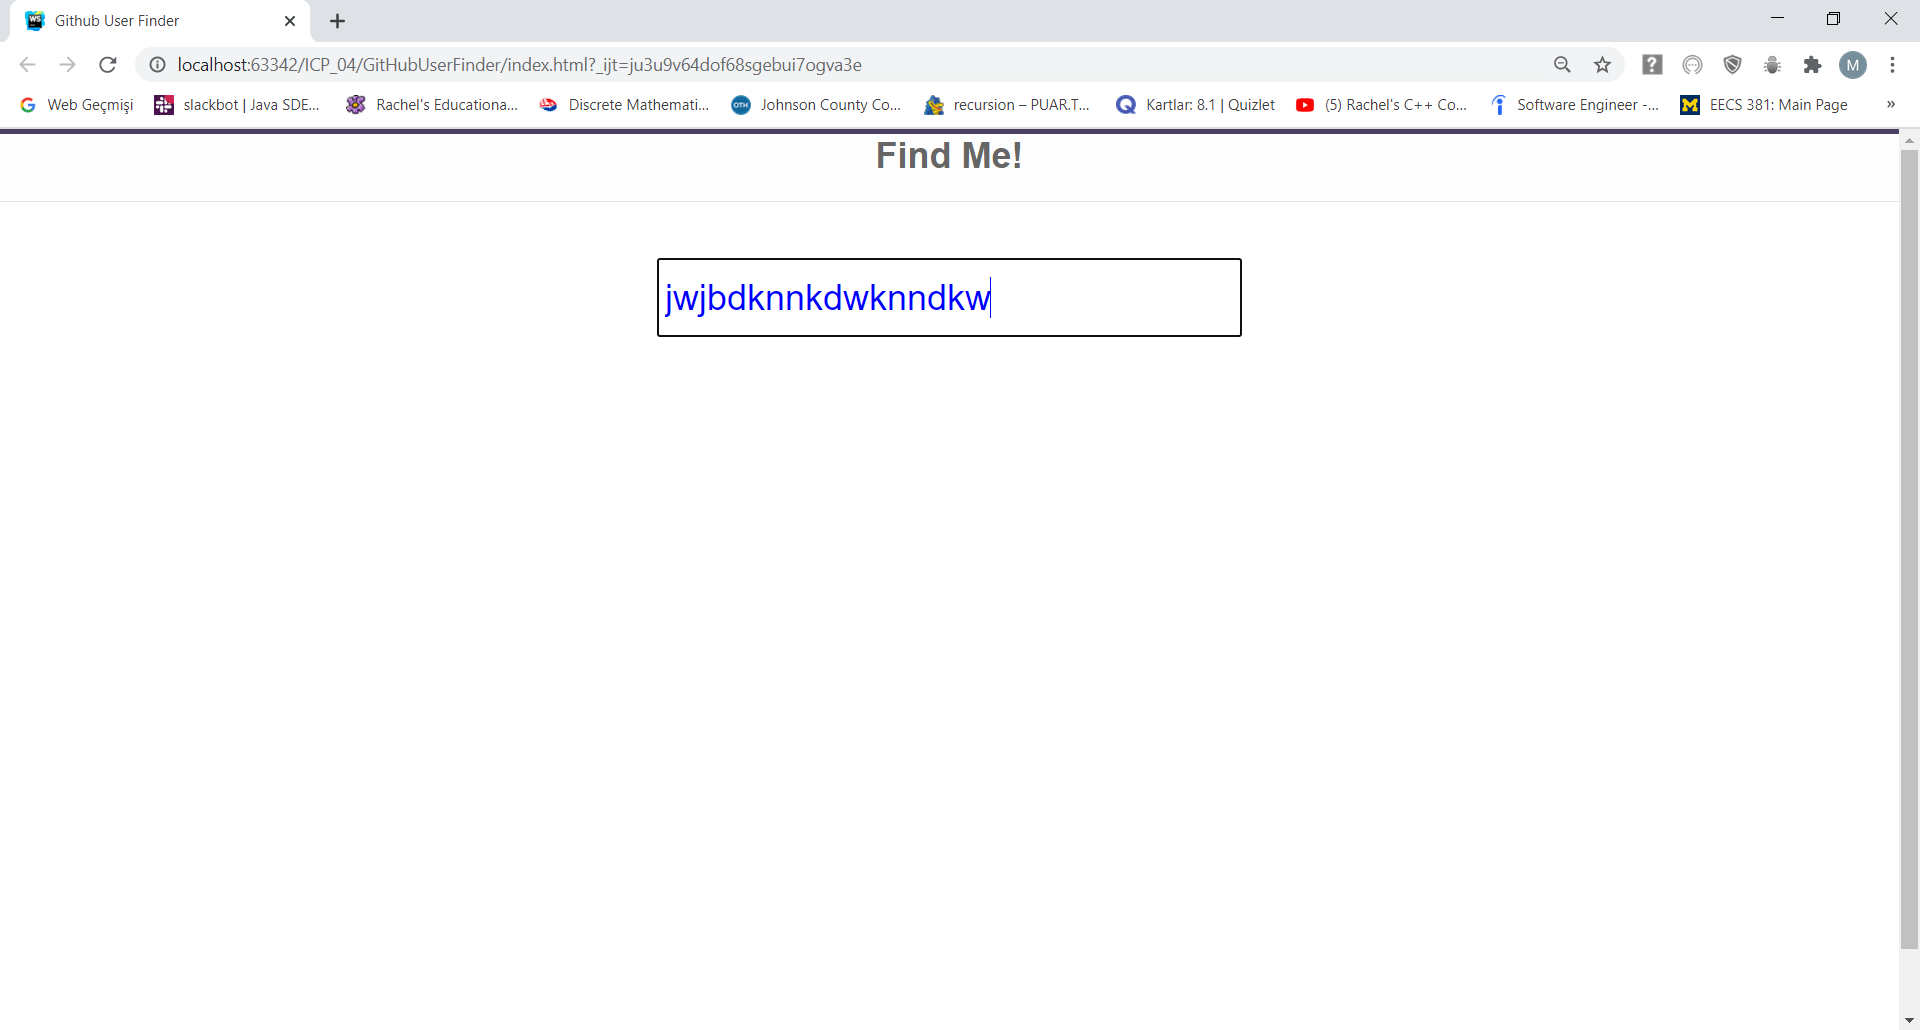 Github User Finder
localhost:63342/ICP_04/GitHubUserFinder/index.html?_ijt=ju3u9v64dof68sgebui7ogva3e
M
Web Geçmişi slackbot | Java SDE... Rachel's Educationa... Discrete Mathemati... Johnson County Co... recursion – PUAR.T... Kartlar: 8.1 | Quizlet (5) Rachel's C++ Co... Software Engineer -... EECS 381: Main Page »
Find Me!
jwjbdknnkdwknndkw